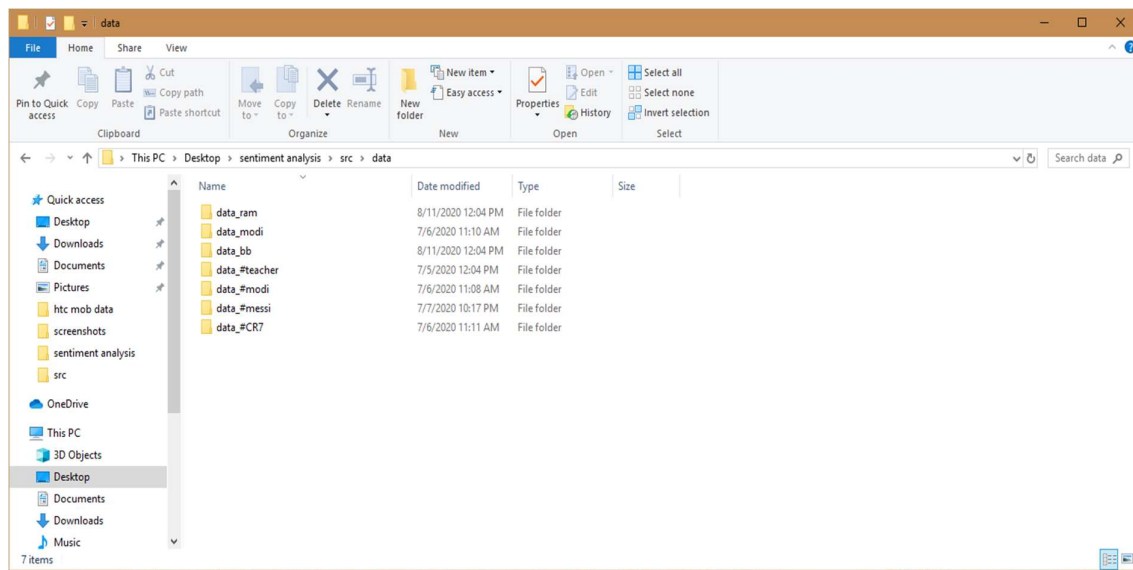 data
File Home Share View
Pin to Quick access
Copy
Paste
Cut
Copy path
Paste shortcut
Clipboard
Move to
Copy to
Delete
Rename
Organize
New folder
New item
Easy access
New
Properties
Open
Edit
History
Open
Select all
Select none
Invert selection
Select
This PC > Desktop > sentiment analysis > src > data
Search data
Quick access
Desktop
Downloads
Documents
Pictures
htc mob data
screenshots
sentiment analysis
src
OneDrive
This PC
3D Objects
Desktop
Documents
Downloads
Music
Name Date modified Type Size
data_ram 8/11/2020 12:04 PM File folder
data_modi 7/6/2020 11:10 AM File folder
data_bb 8/11/2020 12:04 PM File folder
data_#teacher 7/5/2020 12:04 PM File folder
data_#modi 7/6/2020 11:08 AM File folder
data_#messi 7/7/2020 10:17 PM File folder
data_#CR7 7/6/2020 11:11 AM File folder
7 items